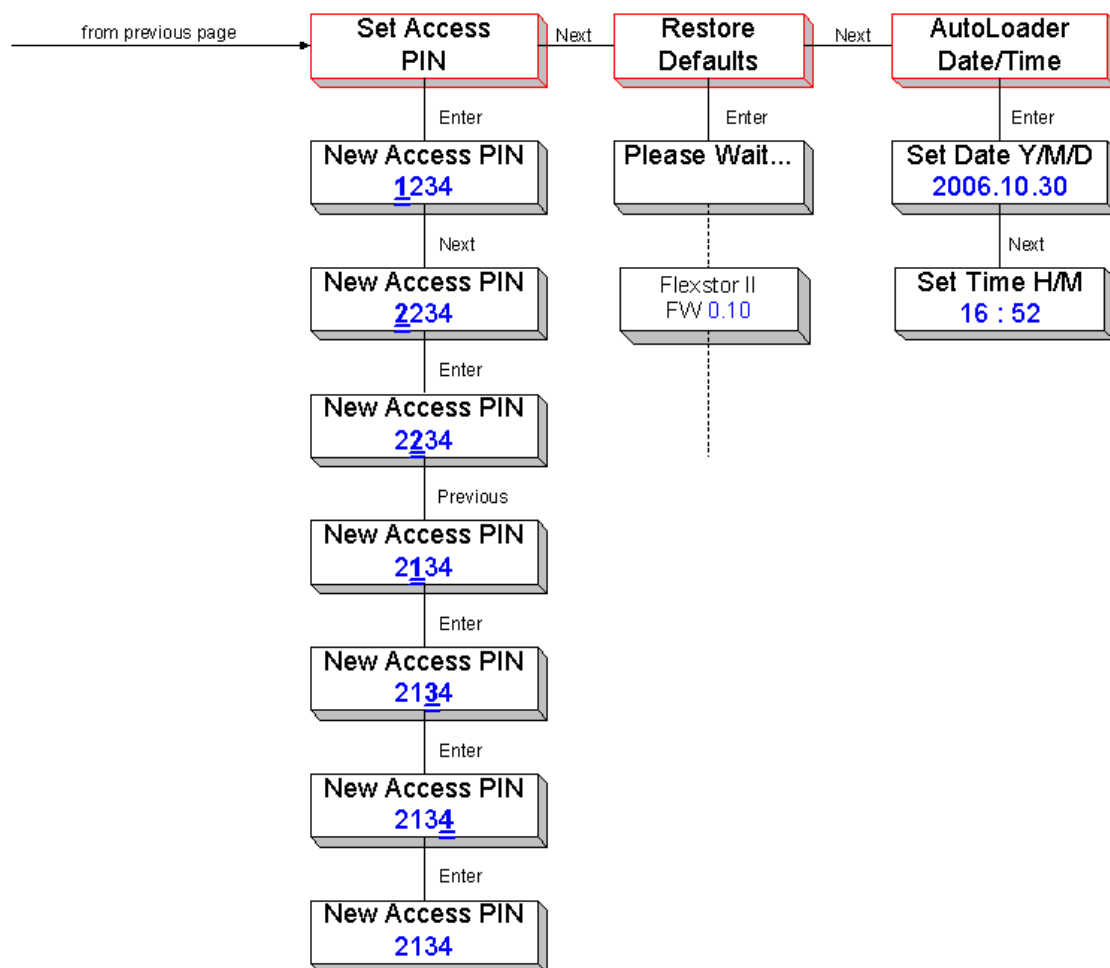 from previous page
Set Access
PIN
Next
Restore
Defaults
Next
AutoLoader
Date/Time
Enter
New Access PIN
1234
Next
New Access PIN
2234
Enter
New Access PIN
2234
Previous
New Access PIN
2134
Enter
New Access PIN
2134
Enter
New Access PIN
2134
Enter
New Access PIN
2134
Enter
Please Wait...
Flexstor II
FW 0.10
Enter
Set Date Y/M/D
2006.10.30
Next
Set Time H/M
16 : 52